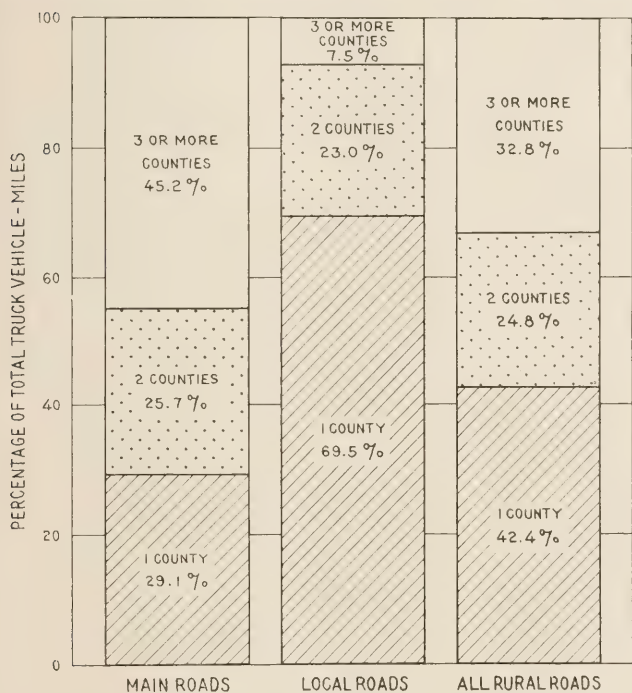 PERCENTAGE OF TOTAL TRUCK VEHICLE-MILES
100
80
60
40
20
0
3 OR MORE
COUNTIES
45.2 %
2 COUNTIES
25.7 %
1 COUNTY
29.1 %
MAIN ROADS
3 OR MORE
COUNTIES
7.5 %
2 COUNTIES
23.0 %
1 COUNTY
69.5 %
LOCAL ROADS
3 OR MORE
COUNTIES
32.8 %
2 COUNTIES
24.8 %
1 COUNTY
42.4 %
ALL RURAL ROADS